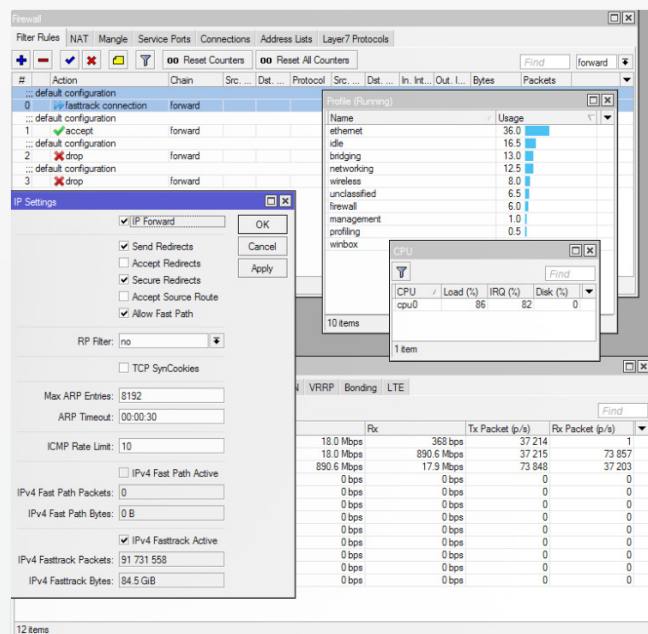 Firewall
Filter Rules NAT Mangle Service Ports Connections Address Lists Layer7 Protocols
00 Reset Counters 00 Reset All Counters Find forward
# Action Chain Src. ... Dst. ... Protocol Src. ... Dst. ... In. Int... Out. I... Bytes Packets
;;; default configuration
0 fasttrack connection forward
;;; default configuration
1 accept forward
;;; default configuration
2 drop forward
;;; default configuration
3 drop forward
Profile (Running)
Name Usage
ethernet 36.0
idle 16.5
bridging 13.0
networking 12.5
wireless 8.0
unclassified 6.5
firewall 6.0
management 1.0
profiling 0.5
winbox
10 items
CPU
Find
CPU Load (%) IRQ (%) Disk (%)
cpu0 86 82 0
1 item
IP Settings
IP Forward
Send Redirects
Accept Redirects
Secure Redirects
Accept Source Route
Allow Fast Path
RP Filter: no
TCP SynCookies
Max ARP Entries: 8192
ARP Timeout: 00:00:30
ICMP Rate Limit: 10
IPv4 Fast Path Active
IPv4 Fast Path Packets: 0
IPv4 Fast Path Bytes: 0 B
IPv4 Fasttrack Active
IPv4 Fasttrack Packets: 91 731 558
IPv4 Fasttrack Bytes: 84.5 GiB
OK
Cancel
Apply
VRRP Bonding LTE
Find
Rx Tx Packet (p/s) Rx Packet (p/s)
18.0 Mbps 368 bps 37 214 1
18.0 Mbps 890.6 Mbps 37 215 73 857
890.6 Mbps 17.9 Mbps 73 848 37 203
0 bps 0 bps 0 0
0 bps 0 bps 0 0
0 bps 0 bps 0 0
0 bps 0 bps 0 0
0 bps 0 bps 0 0
0 bps 0 bps 0 0
0 bps 0 bps 0 0
0 bps 0 bps 0 0
0 bps 0 bps 0 0
12 items